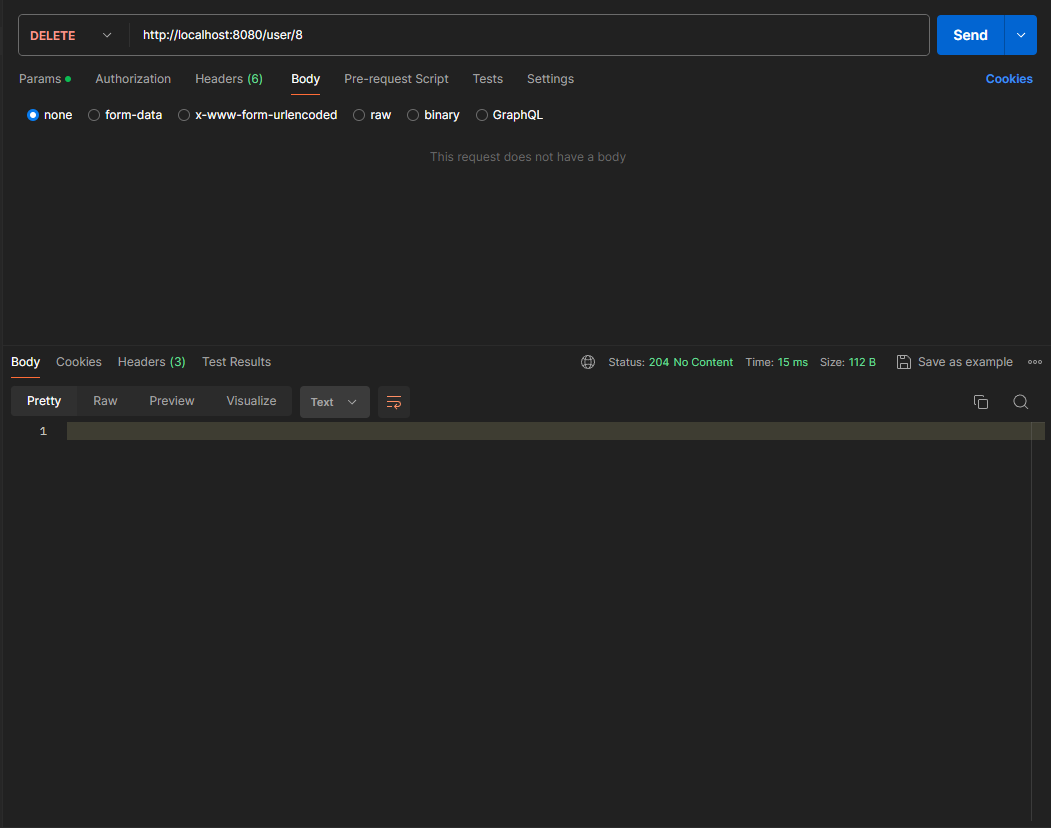 DELETE http://localhost:8080/user/8 Send
Params Authorization Headers (6) Body Pre-request Script Tests Settings Cookies
none form-data x-www-form-urlencoded raw binary GraphQL
This request does not have a body
Body Cookies Headers (3) Test Results Status: 204 No Content Time: 15 ms Size: 112 B Save as example
Pretty Raw Preview Visualize Text
1